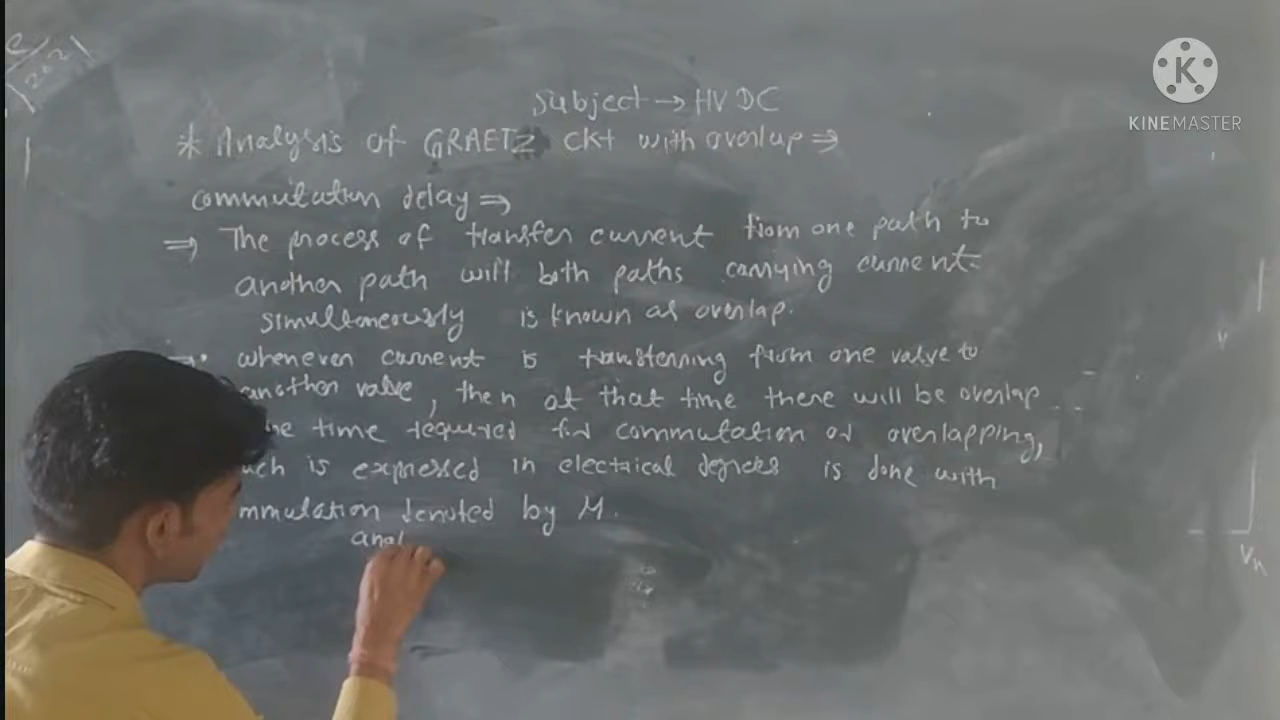 Subject → HVDC
* Analysis of GRAETZ ckt with overlap ⇒
commutation delay ⇒
⇒ The process of transfer current from one path to
another path will both paths carrying current
simultaneously is known as overlap.
whenever current is transferring from one valve to
another valve, then at that time there will be overlap
time required for commutation or overlapping,
is expressed in electrical degrees is done with
mmutation denoted by M.
K
KINEMASTER
Vn